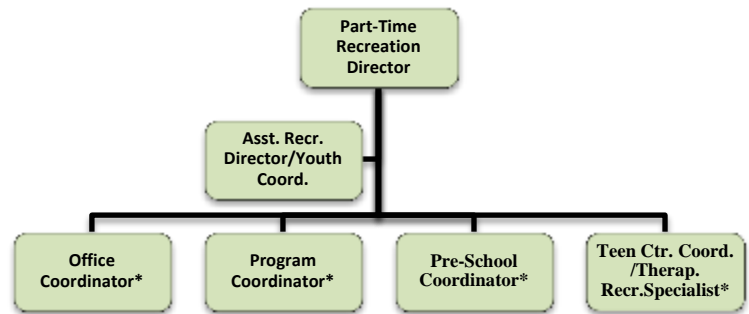 Part-Time
Recreation
Director
Asst. Recr.
Director/Youth
Coord.
Office
Coordinator*
Program
Coordinator*
Pre-School
Coordinator*
Teen Ctr. Coord.
/Therap.
Recr.Specialist*